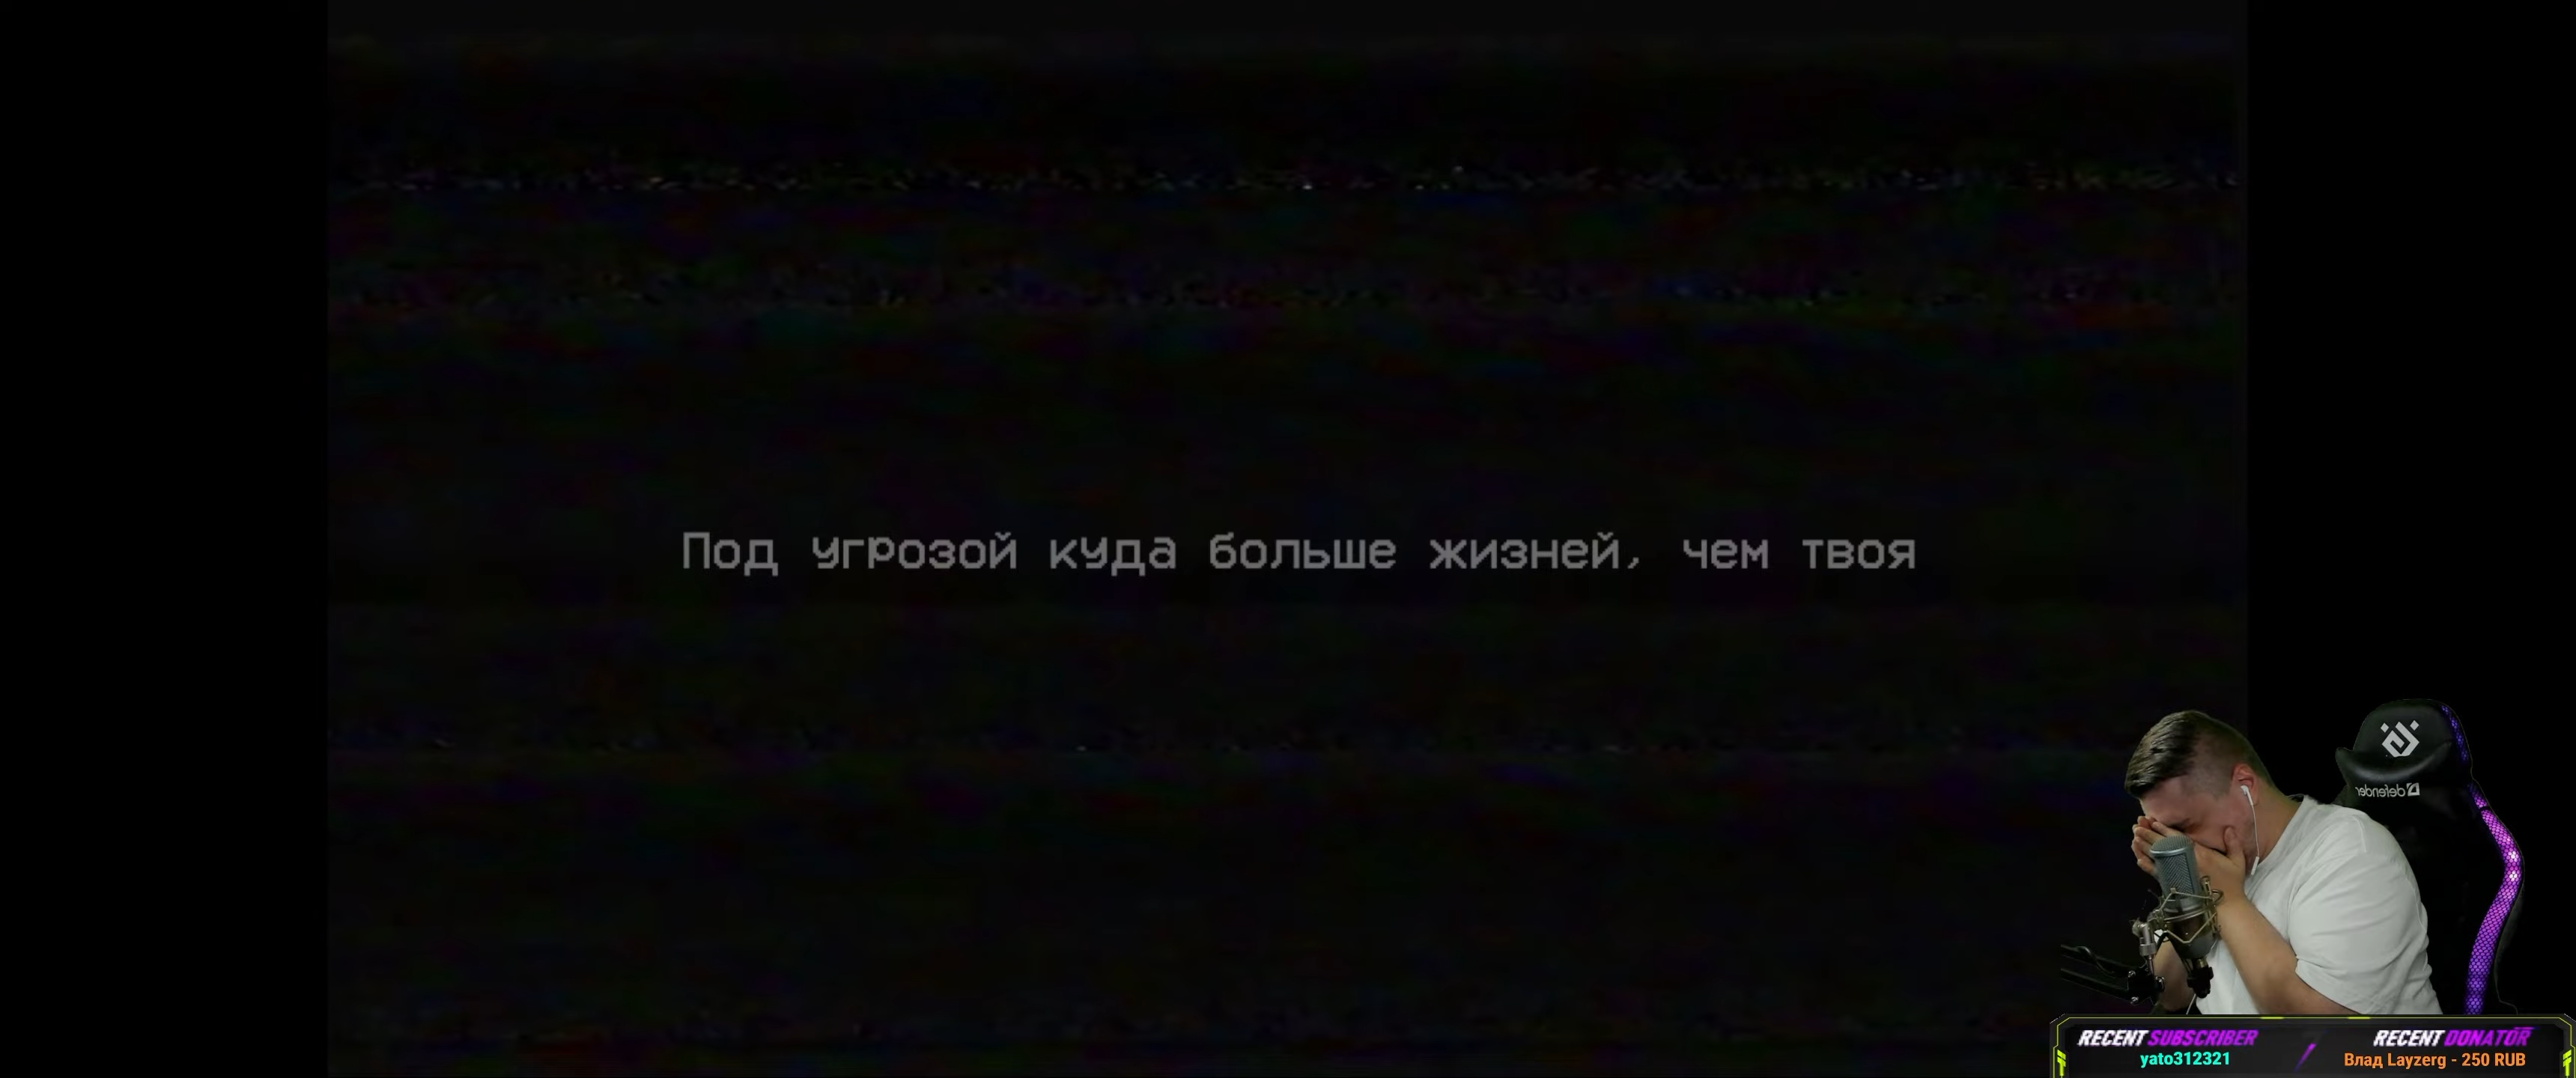 Под угрозой куда больше жизней, чем твоя
defender
RECENT SUBSCRIBER
yato312321
/
RECENT DONATOR
Влад Layzerg - 250 RUB